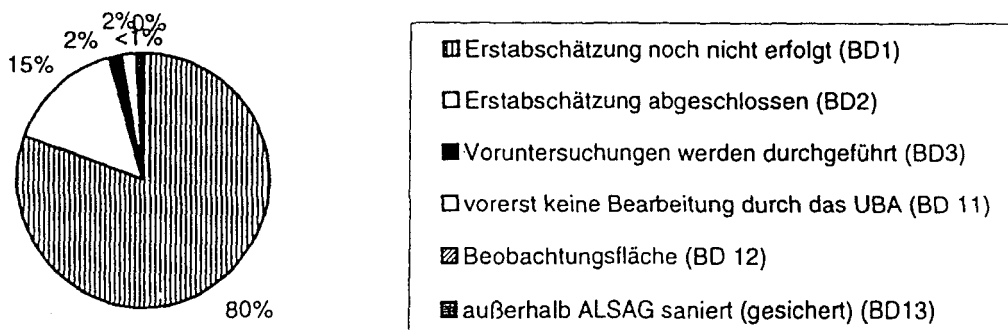 2% 0%
<1%
2%
15%
80%
Erstabschätzung noch nicht erfolgt (BD1)
Erstabschätzung abgeschlossen (BD2)
Voruntersuchungen werden durchgeführt (BD3)
vorerst keine Bearbeitung durch das UBA (BD 11)
Beobachtungsfläche (BD 12)
außerhalb ALSAG saniert (gesichert) (BD13)